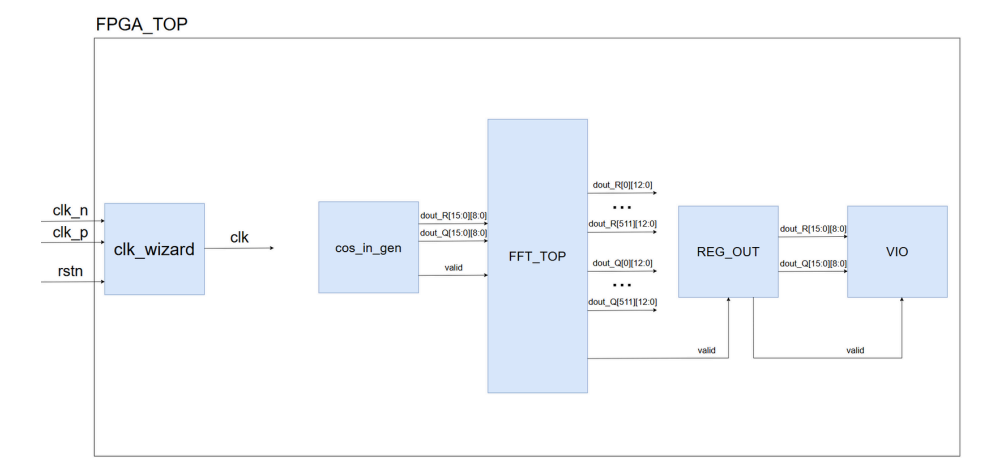 FPGA_TOP
clk_n
clk_p
rstn
clk_wizard
clk
cos_in_gen
dout_R[15:0][8:0]
dout_Q[15:0][8:0]
valid
FFT_TOP
dout_R[0][12:0]
...
dout_R[511][12:0]
dout_Q[0][12:0]
...
dout_Q[511][12:0]
valid
REG_OUT
dout_R[15:0][8:0]
dout_Q[15:0][8:0]
valid
VIO